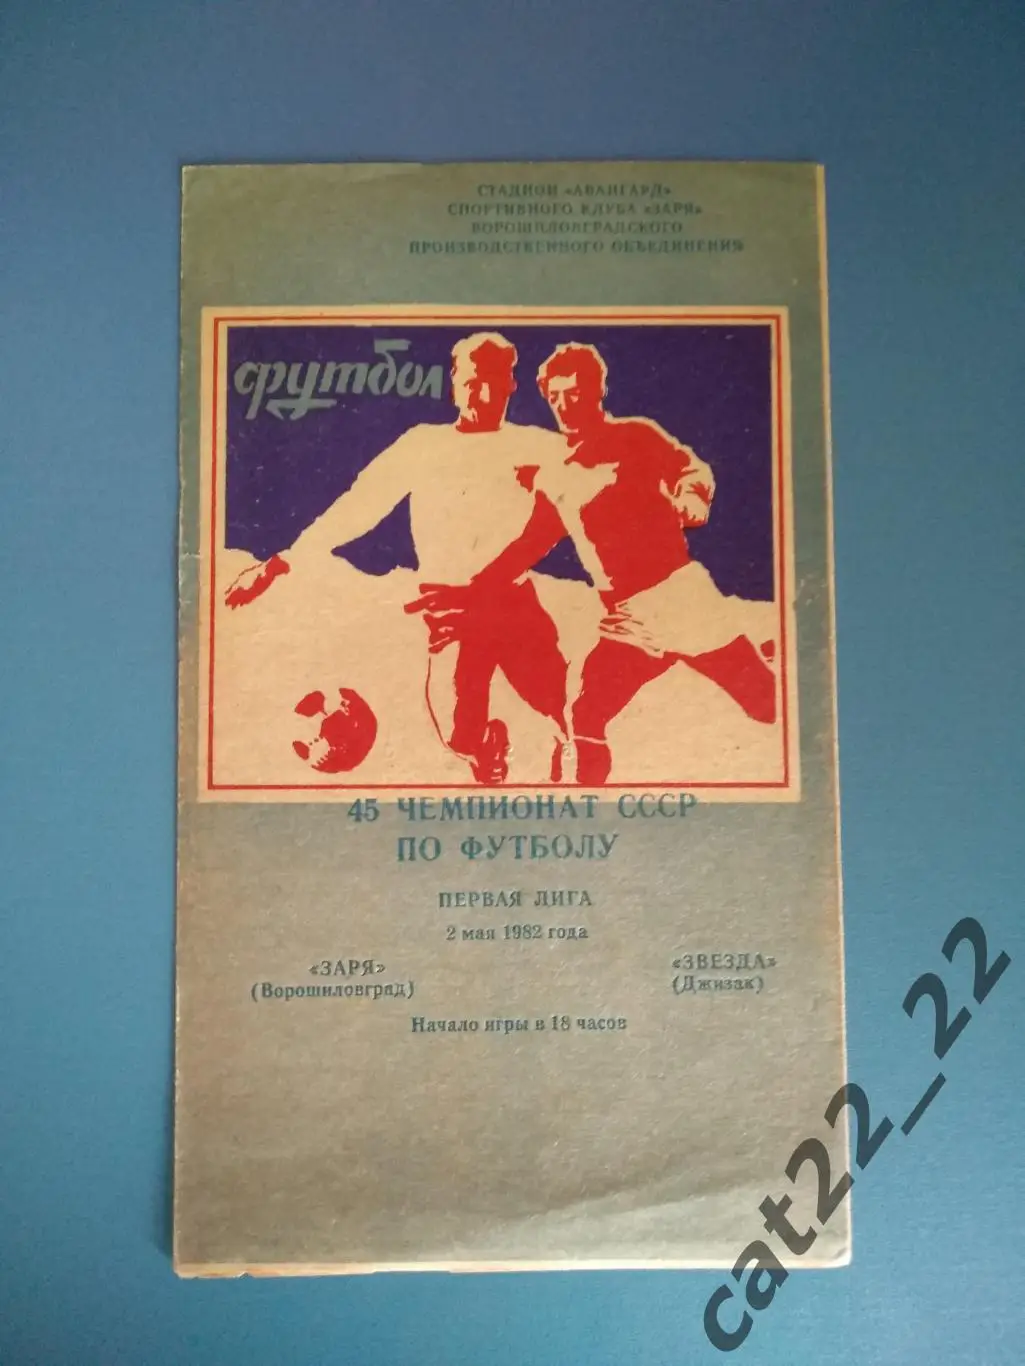 СТАДИОН «АВАНГАРД»
СПОРТИВНОГО КЛУБА «ЗАРЯ»
ВОРОШИЛОВГРАДСКОГО
ПРОИЗВОДСТВЕННОГО ОБЪЕДИНЕНИЯ
футбол
45 ЧЕМПИОНАТ СССР
ПО ФУТБОЛУ
ПЕРВАЯ ЛИГА
2 мая 1982 года
«ЗАРЯ» «ЗВЕЗДА»
(Ворошиловград) (Джизак)
Начало игры в 18 часов
cat22_22